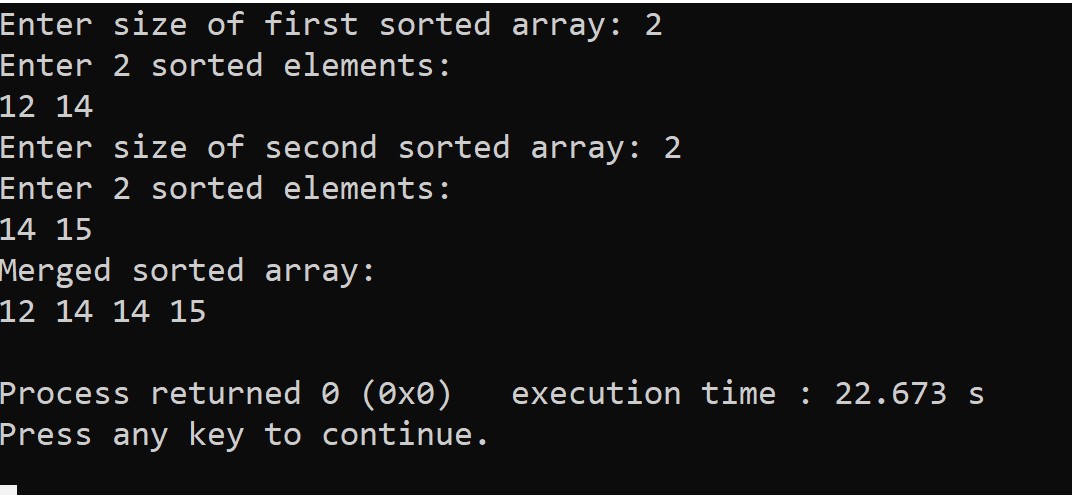 Enter size of first sorted array: 2
Enter 2 sorted elements:
12 14
Enter size of second sorted array: 2
Enter 2 sorted elements:
14 15
Merged sorted array:
12 14 14 15
Process returned 0 (0x0)   execution time : 22.673 s
Press any key to continue.